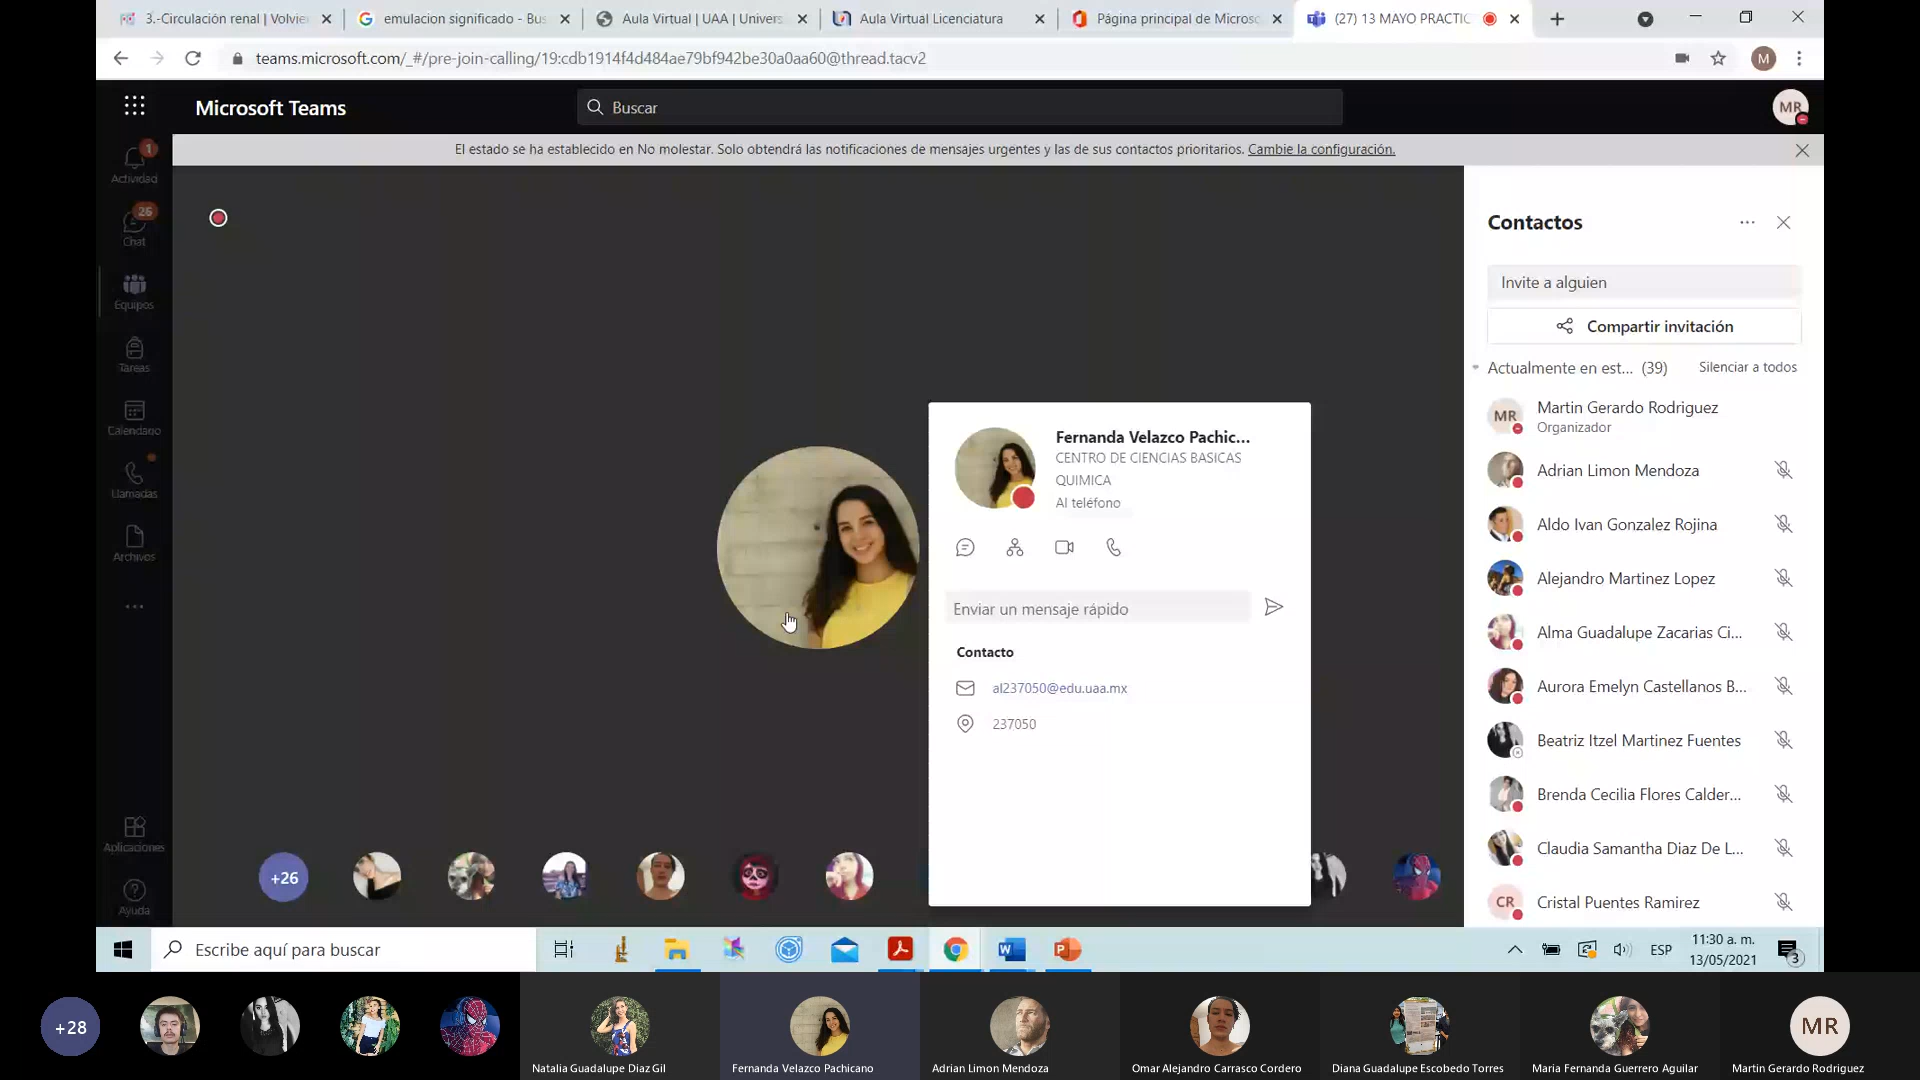 3.-Circulación renal | Volvie
emulacion significado - Bus
Aula Virtual | UAA | Univers
Aula Virtual Licenciatura
Página principal de Microso
(27) 13 MAYO PRACTIC
teams.microsoft.com/_#/pre-join-calling/19:cdb1914f4d484ae79bf942be30a0aa60@thread.tacv2
M
Microsoft Teams
Buscar
MR
El estado se ha establecido en No molestar. Solo obtendrá las notificaciones de mensajes urgentes y las de sus contactos prioritarios. Cambie la configuración.
1
Actividad
26
Chat
Equipos
Tareas
Calendario
Llamadas
Archivos
Aplicaciones
Ayuda
Fernanda Velazco Pachic...
CENTRO DE CIENCIAS BASICAS
QUIMICA
Al teléfono
Enviar un mensaje rápido
Contacto
al237050@edu.uaa.mx
237050
+26
Contactos
Invite a alguien
Compartir invitación
Actualmente en est... (39)
Silenciar a todos
MR
Martin Gerardo Rodriguez
Organizador
Adrian Limon Mendoza
Aldo Ivan Gonzalez Rojina
Alejandro Martinez Lopez
Alma Guadalupe Zacarias Ci...
Aurora Emelyn Castellanos B...
Beatriz Itzel Martinez Fuentes
Brenda Cecilia Flores Calder...
Claudia Samantha Diaz De L...
CR
Cristal Puentes Ramirez
Escribe aquí para buscar
ESP
11:30 a. m.
13/05/2021
3
+28
Natalia Guadalupe Diaz Gil
Fernanda Velazco Pachicano
Adrian Limon Mendoza
Omar Alejandro Carrasco Cordero
Diana Guadalupe Escobedo Torres
Maria Fernanda Guerrero Aguilar
MR
Martin Gerardo Rodriguez